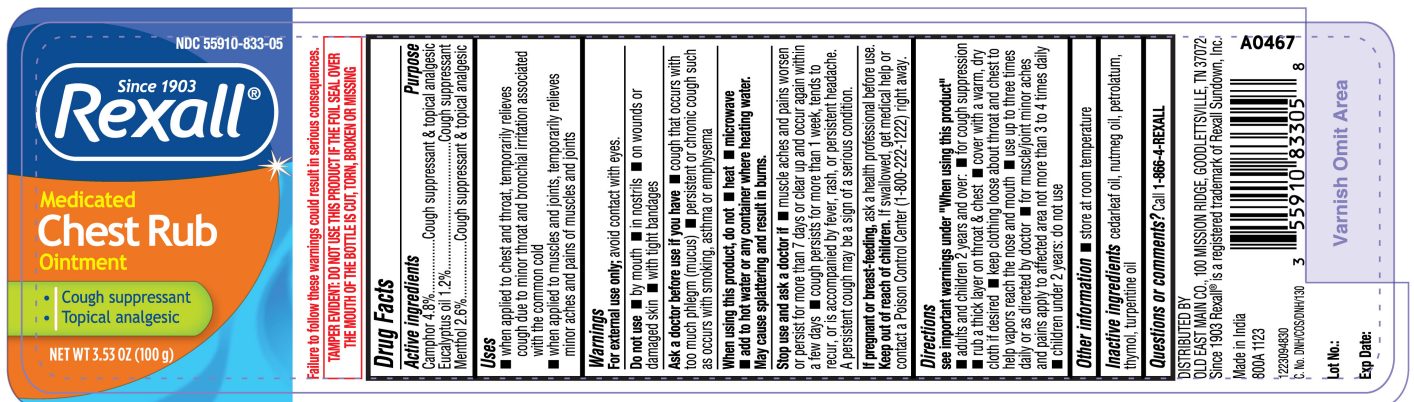 NDC 55910-833-05
Since 1903
Rexall®
Medicated
Chest Rub
Ointment
• Cough suppressant
• Topical analgesic
NET WT 3.53 OZ (100 g)
Failure to follow these warnings could result in serious consequences.
TAMPER EVIDENT: DO NOT USE THIS PRODUCT IF THE FOIL SEAL OVER
THE MOUTH OF THE BOTTLE IS CUT, TORN, BROKEN OR MISSING
Drug Facts
Active ingredients Purpose
Camphor 4.8%..........Cough suppressant & topical analgesic
Eucalyptus oil 1.2%..............................Cough suppressant
Menthol 2.6%..........Cough suppressant & topical analgesic
Uses
■ when applied to chest and throat, temporarily relieves
cough due to minor throat and bronchial irritation associated
with the common cold
■ when applied to muscles and joints, temporarily relieves
minor aches and pains of muscles and joints
Warnings
For external use only; avoid contact with eyes.
Do not use ■ by mouth ■ in nostrils ■ on wounds or
damaged skin ■ with tight bandages
Ask a doctor before use if you have ■ cough that occurs with
too much phlegm (mucus) ■ persistent or chronic cough such
as occurs with smoking, asthma or emphysema
When using this product, do not ■ heat ■ microwave
■ add to hot water or any container where heating water.
May cause splattering and result in burns.
Stop use and ask a doctor if ■ muscle aches and pains worsen
or persist for more than 7 days or clear up and occur again within
a few days ■ cough persists for more than 1 week, tends to
recur, or is accompanied by fever, rash, or persistent headache.
A persistent cough may be a sign of a serious condition.
If pregnant or breast-feeding, ask a health professional before use.
Keep out of reach of children. If swallowed, get medical help or
contact a Poison Control Center (1-800-222-1222) right away.
Directions
see important warnings under "When using this product"
■ adults and children 2 years and over: ■ for cough suppression
■ rub a thick layer on throat & chest ■ cover with a warm, dry
cloth if desired ■ keep clothing loose about throat and chest to
help vapors reach the nose and mouth ■ use up to three times
daily or as directed by doctor ■ for muscle/joint minor aches
and pains apply to affected area not more than 3 to 4 times daily
■ children under 2 years: do not use
Other information ■ store at room temperature
Inactive ingredients cedarleaf oil, nutmeg oil, petrolatum,
thymol, turpentine oil
Questions or comments? Call 1-866-4-REXALL
DISTRIBUTED BY
OLD EAST MAIN CO., 100 MISSION RIDGE, GOODLETTSVILLE, TN 37072
Since 1903 Rexall® is a registered trademark of Rexall Sundown, Inc.
Made in India
800A 1123
1223094830
C. No. DNH/COS/DNH/130
A0467
3 55910 83305 8
Lot No.:
Exp Date:
Varnish Omit Area